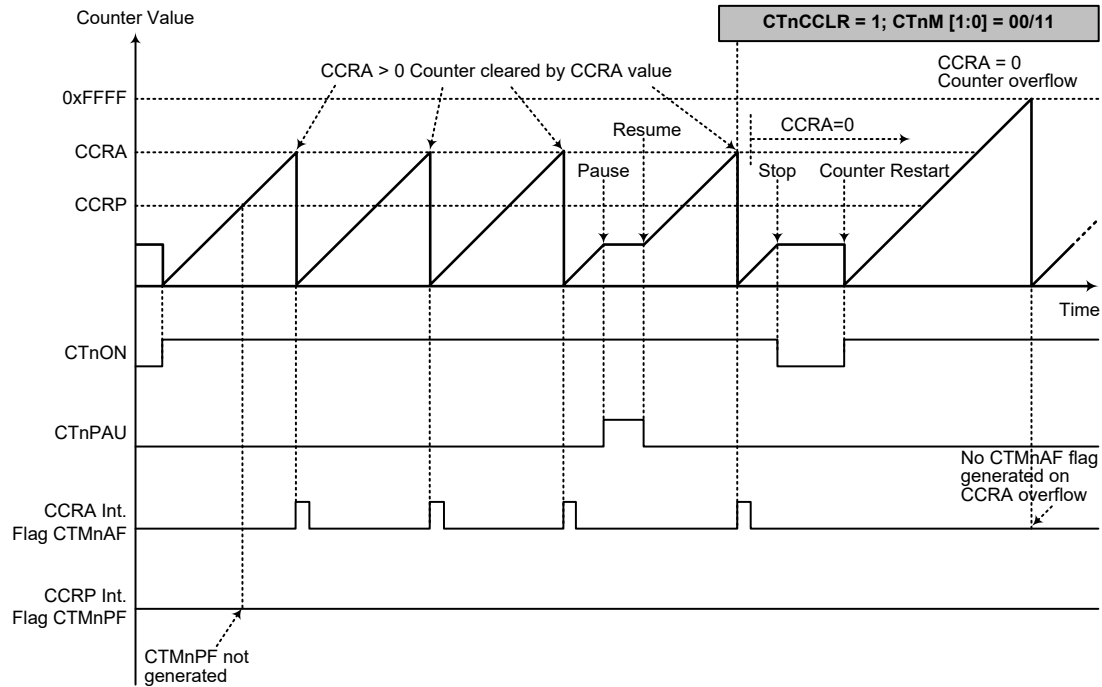 Counter Value
CTnCCLR = 1; CTnM [1:0] = 00/11
CCRA > 0 Counter cleared by CCRA value
CCRA = 0
Counter overflow
0xFFFF
Resume
CCRA=0
CCRA
Pause
Stop
Counter Restart
CCRP
Time
CTnON
CTnPAU
No CTMnAF flag
generated on
CCRA overflow
CCRA Int.
Flag CTMnAF
CCRP Int.
Flag CTMnPF
CTMnPF not
generated